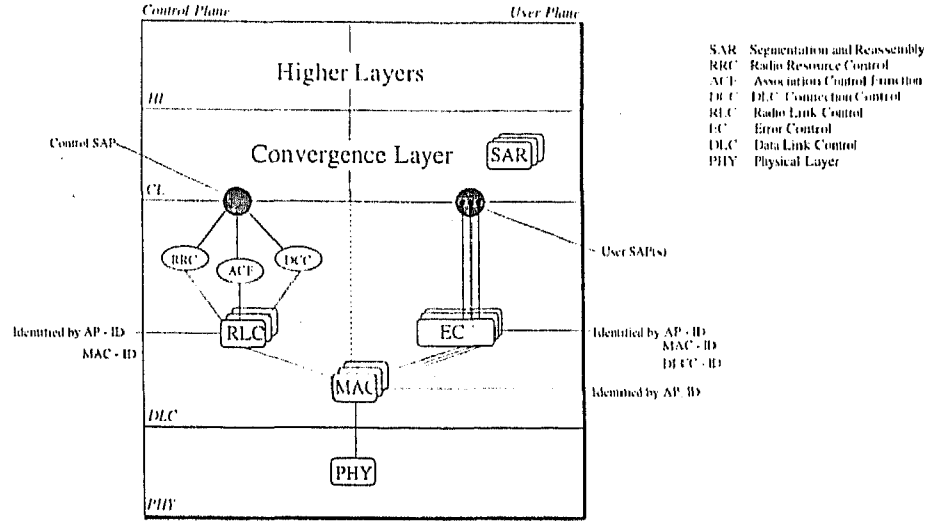 Control Plane
User Plane
Higher Layers
HL
Control SAP
Convergence Layer
SAR
CL
User SAP(s)
RRC
ACF
DCC
Identified by AP - ID
MAC - ID
RLC
EC
Identified by AP - ID
MAC - ID
DLCC - ID
MAC
Identified by AP - ID
DLC
PHY
PHY
SAR Segmentation and Reassembly
RRC Radio Resource Control
ACF Association Control Function
DCC DLC Connection Control
RLC Radio Link Control
EC Error Control
DLC Data Link Control
PHY Physical Layer